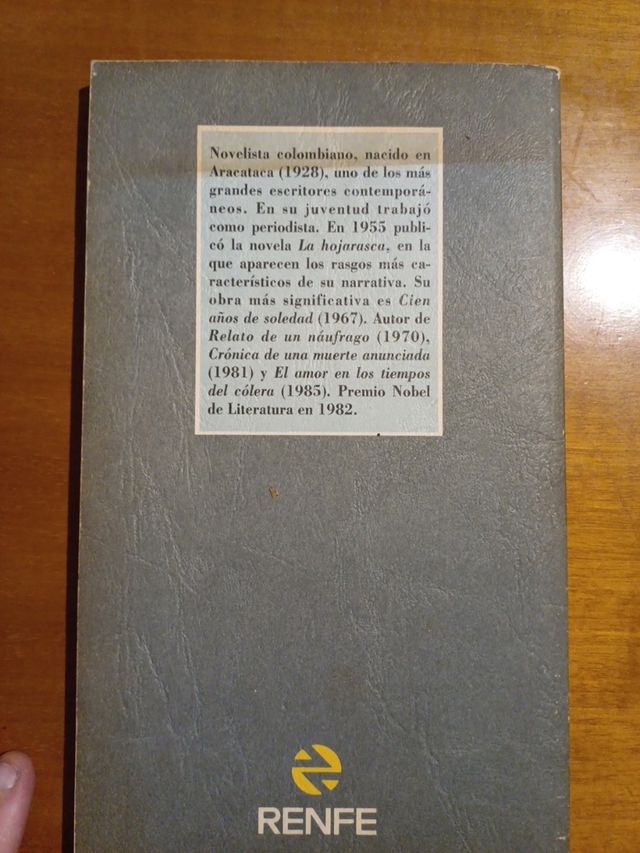 Novelista colombiano, nacido en
Aracataca (1928), uno de los más
grandes escritores contemporá-
neos. En su juventud trabajó
como periodista. En 1955 publi-
có la novela La hojarasca, en la
que aparecen los rasgos más ca-
racterísticos de su narrativa. Su
obra más significativa es Cien
años de soledad (1967). Autor de
Relato de un náufrago (1970),
Crónica de una muerte anunciada
(1981) y El amor en los tiempos
del cólera (1985). Premio Nobel
de Literatura en 1982.
RENFE